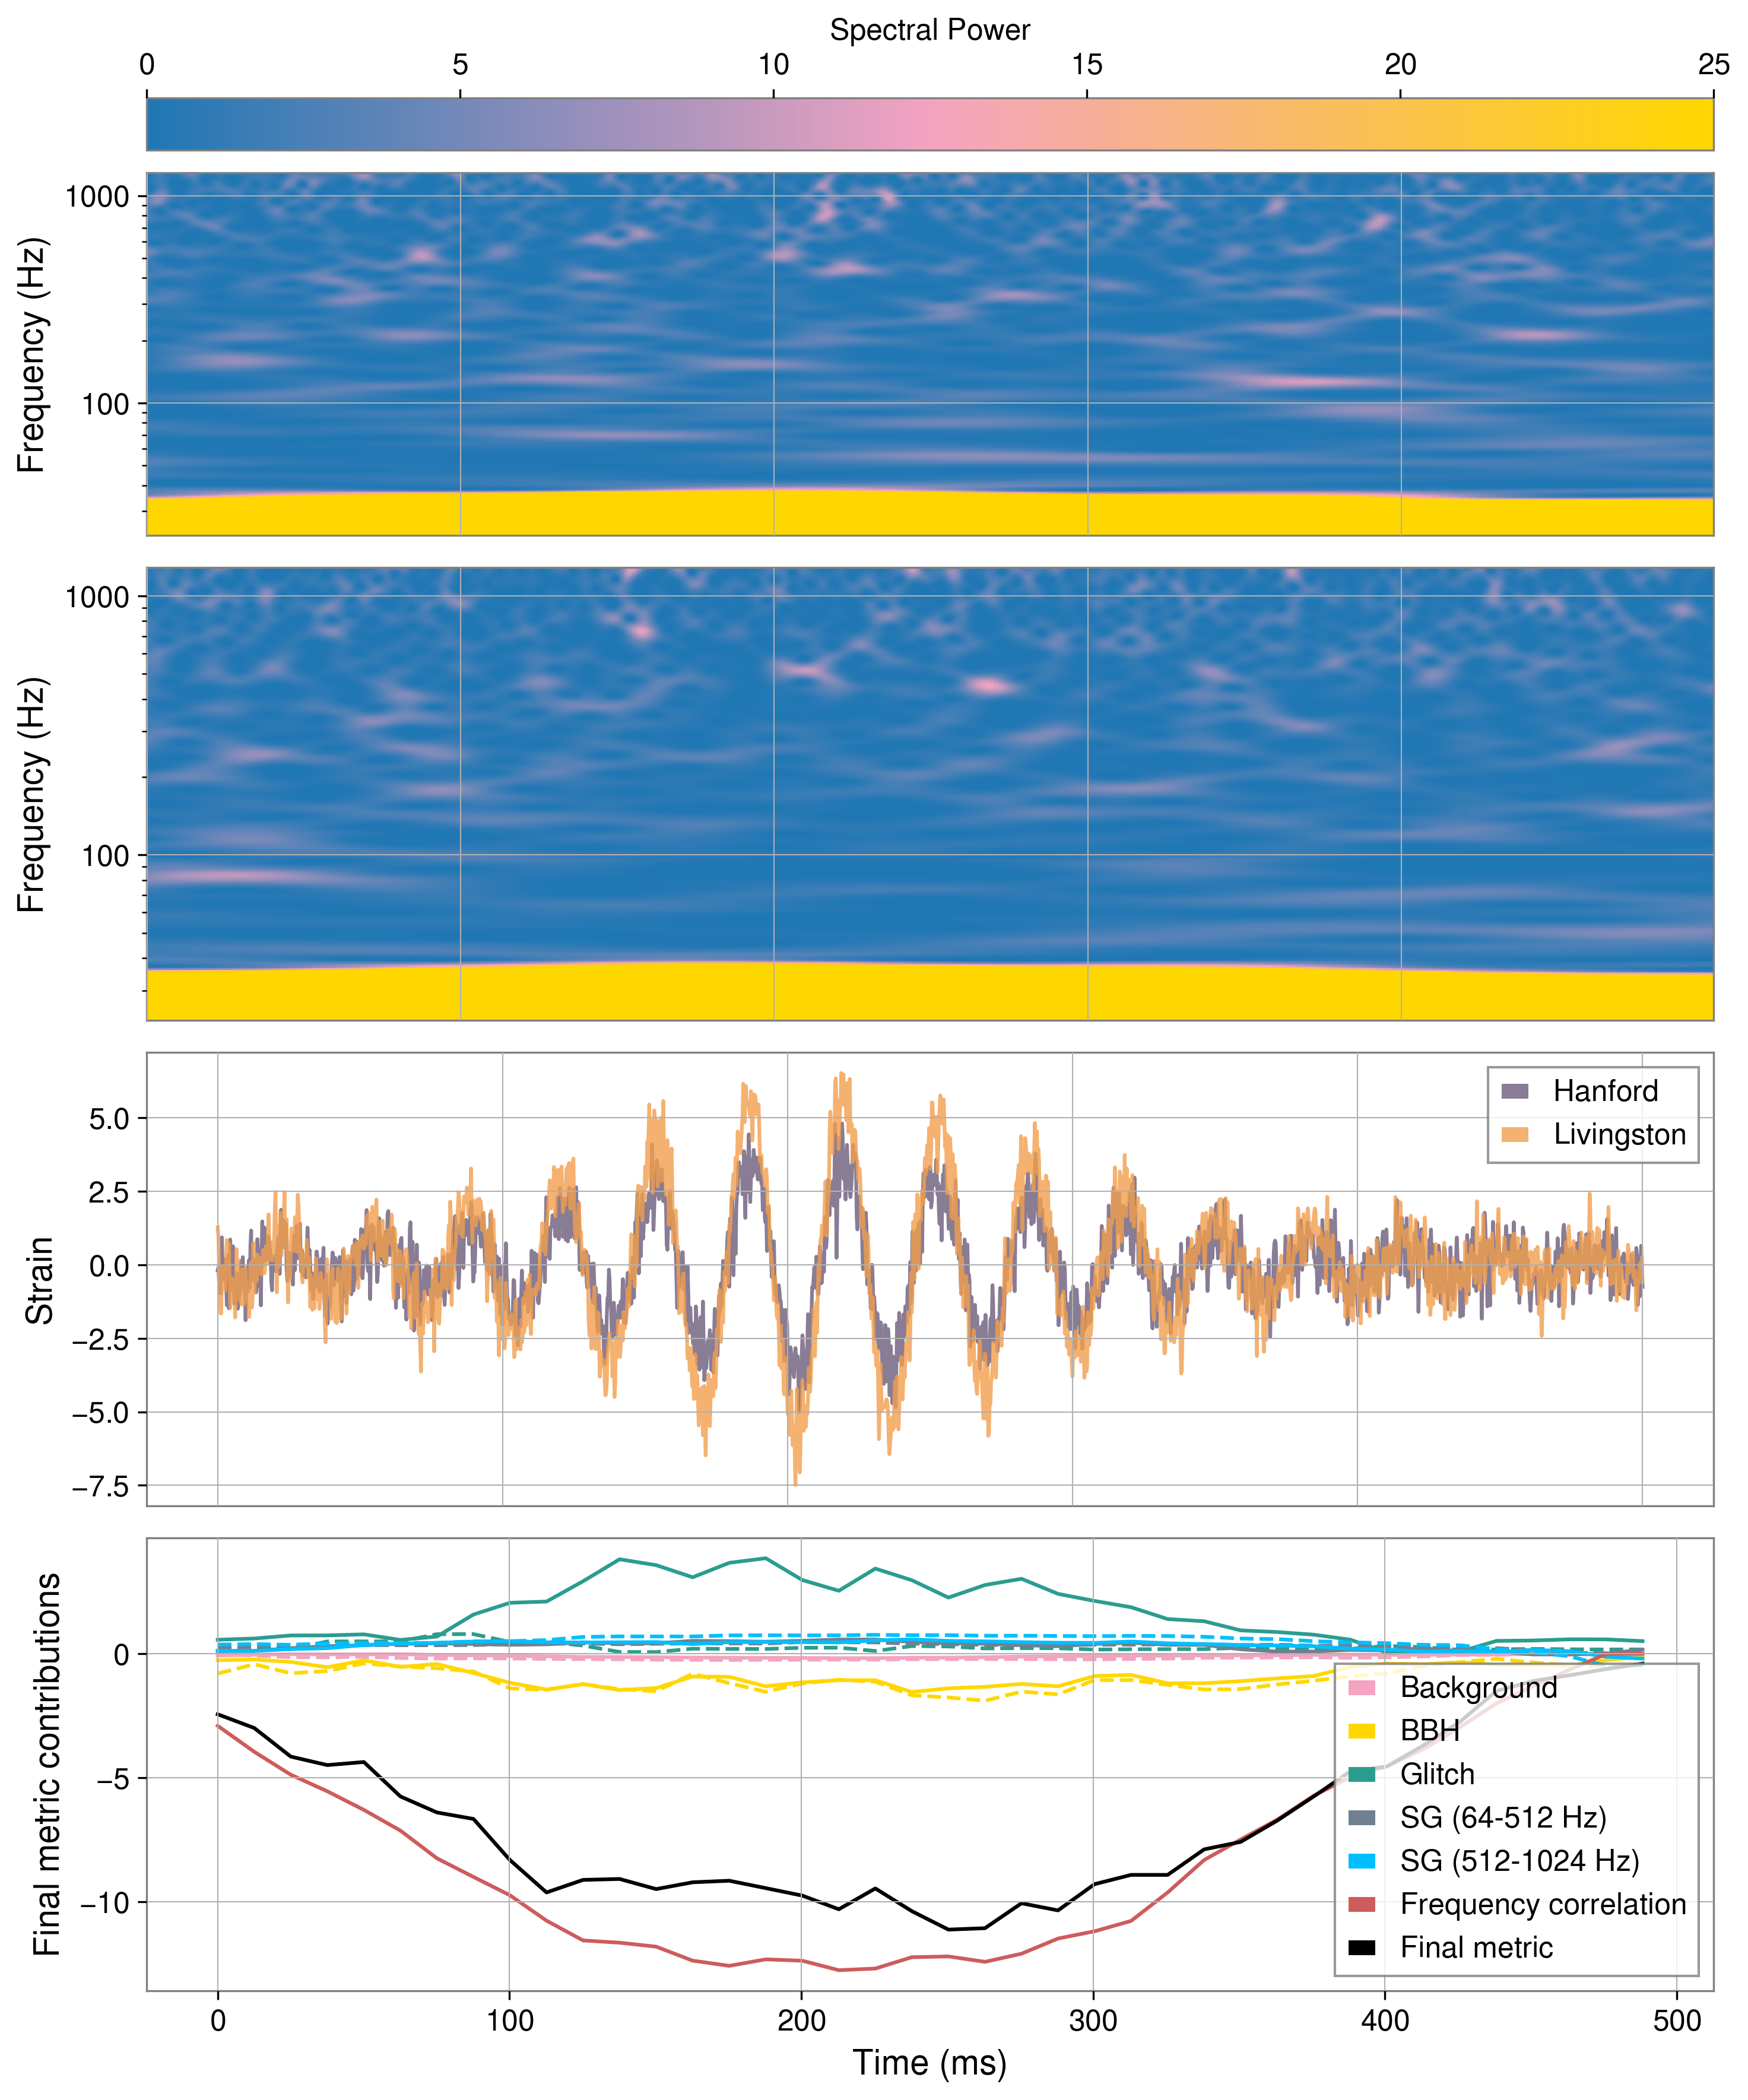 Spectral Power
0 5 10 15 20 25
Frequency (Hz)
1000
100
Frequency (Hz)
1000
100
Strain
5.0
2.5
0.0
−2.5
−5.0
−7.5
Hanford
Livingston
Final metric contributions
0
−5
−10
Background
BBH
Glitch
SG (64-512 Hz)
SG (512-1024 Hz)
Frequency correlation
Final metric
0 100 200 300 400 500
Time (ms)